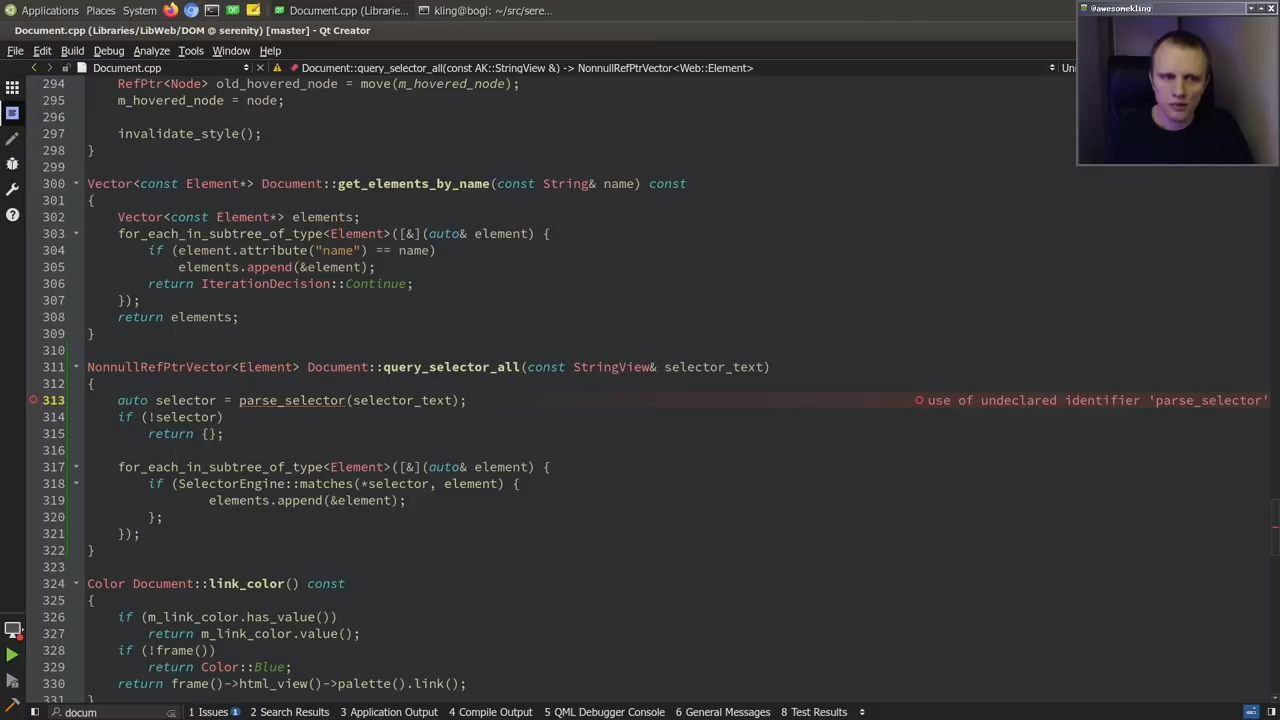 Applications Places System Document.cpp (Librarie... kling@bogi: ~/src/sere...
@awesomekling
Document.cpp (Libraries/LibWeb/DOM @ serenity) [master] - Qt Creator
File Edit Build Debug Analyze Tools Window Help
Document.cpp Document::query_selector_all(const AK::StringView &) -> NonnullRefPtrVector<Web::Element>
294 RefPtr<Node> old_hovered_node = move(m_hovered_node);
295 m_hovered_node = node;
296
297 invalidate_style();
298 }
299
300 Vector<const Element*> Document::get_elements_by_name(const String& name) const
301 {
302 Vector<const Element*> elements;
303 for_each_in_subtree_of_type<Element>([&](auto& element) {
304 if (element.attribute("name") == name)
305 elements.append(&element);
306 return IterationDecision::Continue;
307 });
308 return elements;
309 }
310
311 NonnullRefPtrVector<Element> Document::query_selector_all(const StringView& selector_text)
312 {
313 auto selector = parse_selector(selector_text); use of undeclared identifier 'parse_selector'
314 if (!selector)
315 return {};
316
317 for_each_in_subtree_of_type<Element>([&](auto& element) {
318 if (SelectorEngine::matches(*selector, element) {
319 elements.append(&element);
320 };
321 });
322 }
323
324 Color Document::link_color() const
325 {
326 if (m_link_color.has_value())
327 return m_link_color.value();
328 if (!frame())
329 return Color::Blue;
330 return frame()->html_view()->palette().link();
331 }
docum 1 Issues 1 2 Search Results 3 Application Output 4 Compile Output 5 QML Debugger Console 6 General Messages 8 Test Results